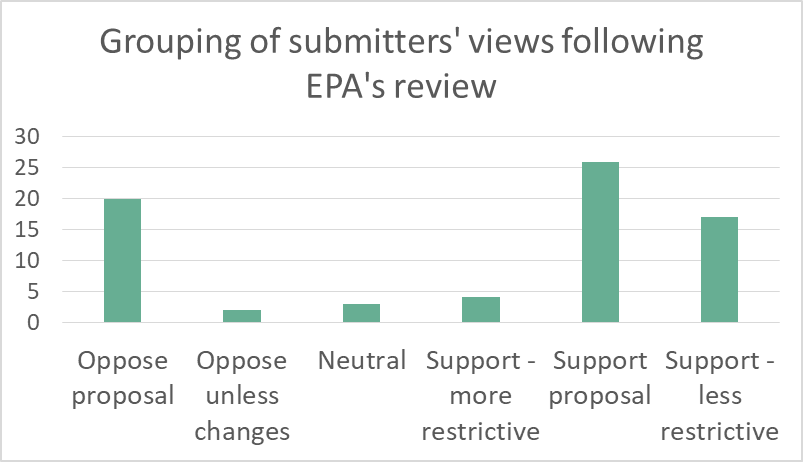 Grouping of submitters' views following
EPA's review
30
25
20
15
10
5
0
Oppose
proposal
Oppose
unless
changes
Neutral
Support -
more
restrictive
Support
proposal
Support -
less
restrictive